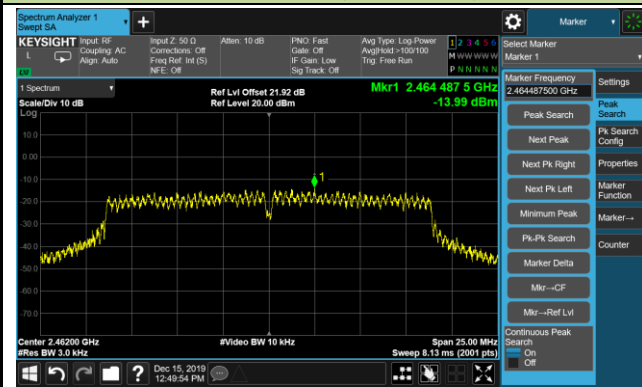 Spectrum Analyzer 1
Swept SA
Marker
KEYSIGHT
L
Input: RF
Coupling: AC
Align: Auto
Input Z: 50 Ω
Corrections: Off
Freq Ref: Int (S)
NFE: Off
Atten: 10 dB
PNO: Fast
Gate: Off
IF Gain: Low
Sig Track: Off
Avg Type: Log-Power
Avg|Hold:>100/100
Trig: Free Run
1 2 3 4 5 6
M W W W W W
P N N N N N
Select Marker
Marker 1
1 Spectrum
Scale/Div 10 dB
Log
Ref Lvl Offset 21.92 dB
Ref Level 20.00 dBm
Mkr1 2.464 487 5 GHz
-13.99 dBm
10.0
0.00
-10.0
-20.0
-30.0
-40.0
-50.0
-60.0
-70.0
1
Center 2.46200 GHz
#Res BW 3.0 kHz
#Video BW 10 kHz
Span 25.00 MHz
Sweep 8.13 ms (2001 pts)
Marker Frequency
2.464487500 GHz
Peak Search
Next Peak
Next Pk Right
Next Pk Left
Minimum Peak
Pk-Pk Search
Marker Delta
Mkr→CF
Mkr→Ref Lvl
Continuous Peak
Search
On
Off
Settings
Peak
Search
Pk Search
Config
Properties
Marker
Function
Marker→
Counter
?
Dec 15, 2019
12:49:54 PM